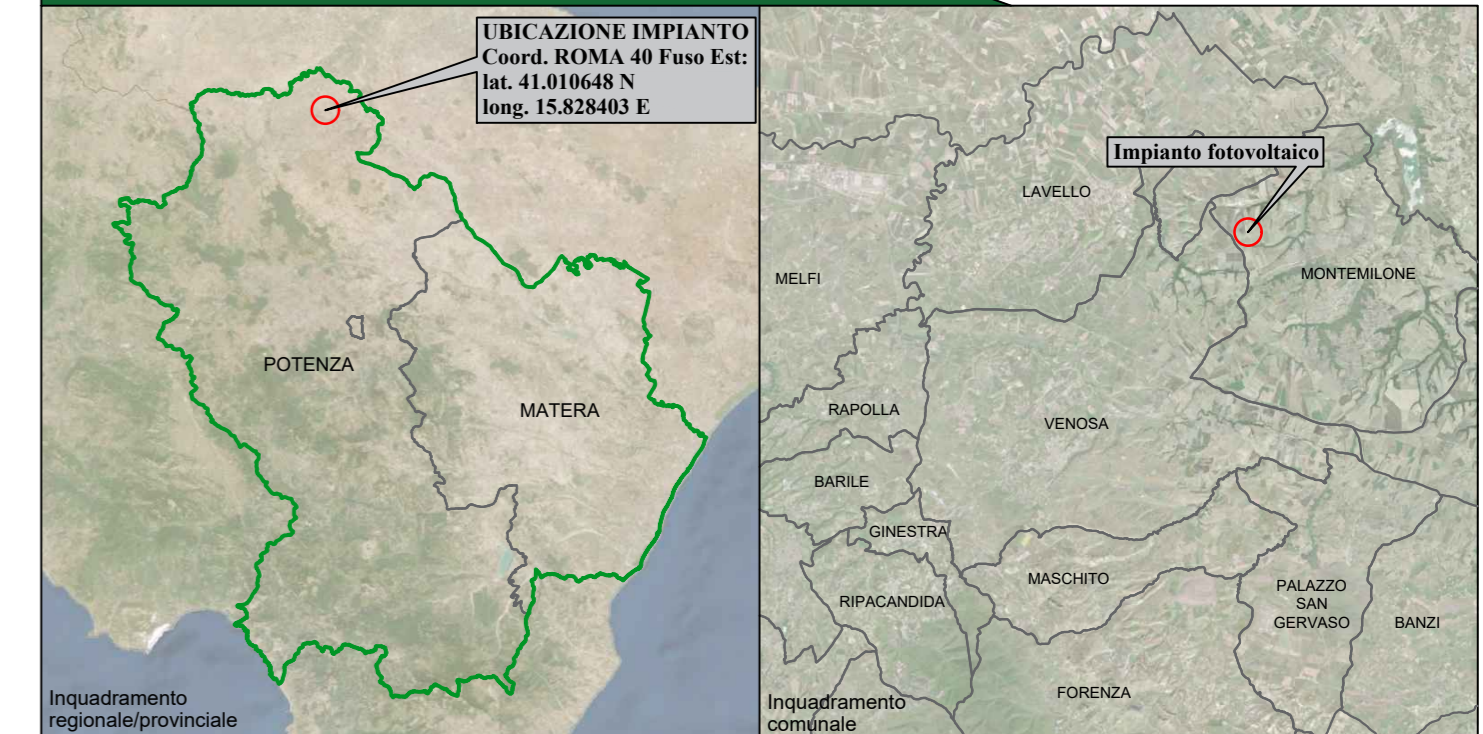 UBICAZIONE IMPIANTO
Coord. ROMA 40 Fuso Est:
lat. 41.010648 N
long. 15.828403 E
POTENZA
MATERA
Inquadramento
regionale/provinciale
Impianto fotovoltaico
LAVELLO
MELFI
MONTEMILONE
RAPOLLA
VENOSA
BARILE
GINESTRA
MASCHITO
RIPACANDIDA
PALAZZO
SAN
GERVASO
BANZI
FORENZA
Inquadramento
comunale